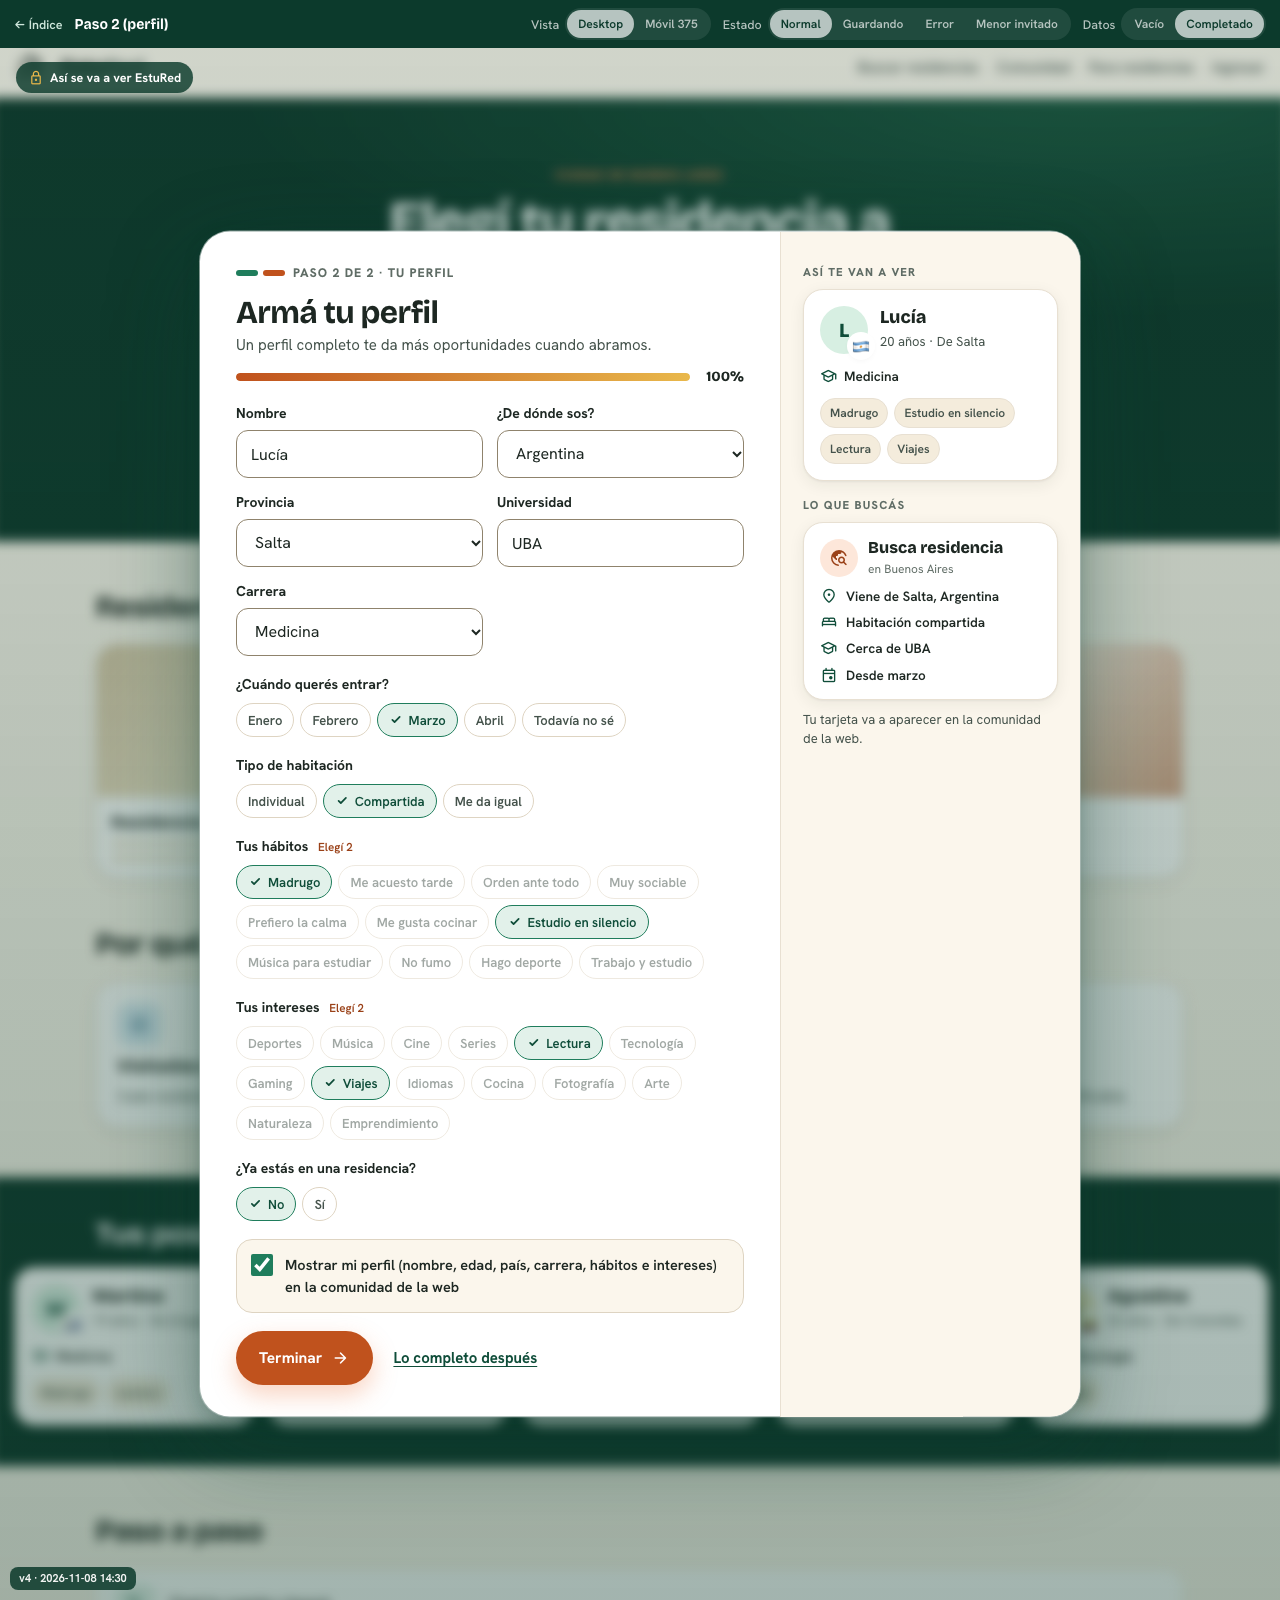 ← Índice Paso 2 (perfil) Vista Desktop Móvil 375 Estado Normal Guardando Error Menor invitado Datos Vacío Completado
Así se va a ver EstuRed
Elegí tu residencia a
PASO 2 DE 2 · TU PERFIL
Armá tu perfil
Un perfil completo te da más oportunidades cuando abramos.
100%
Nombre ¿De dónde sos?
Lucía Argentina
Provincia Universidad
Salta UBA
Carrera
Medicina
¿Cuándo querés entrar?
Enero Febrero Marzo Abril Todavía no sé
Tipo de habitación
Individual Compartida Me da igual
Tus hábitos Elegí 2
Madrugo Me acuesto tarde Orden ante todo Muy sociable
Prefiero la calma Me gusta cocinar Estudio en silencio
Música para estudiar No fumo Hago deporte Trabajo y estudio
Tus intereses Elegí 2
Deportes Música Cine Series Lectura Tecnología
Gaming Viajes Idiomas Cocina Fotografía Arte
Naturaleza Emprendimiento
¿Ya estás en una residencia?
No Sí
Mostrar mi perfil (nombre, edad, país, carrera, hábitos e intereses)
en la comunidad de la web
Terminar → Lo completo después
ASÍ TE VAN A VER
L
Lucía
20 años · De Salta
Medicina
Madrugo Estudio en silencio
Lectura Viajes
LO QUE BUSCÁS
Busca residencia
en Buenos Aires
Viene de Salta, Argentina
Habitación compartida
Cerca de UBA
Desde marzo
Tu tarjeta va a aparecer en la comunidad
de la web.
Paso a paso
v4 · 2026-11-08 14:30